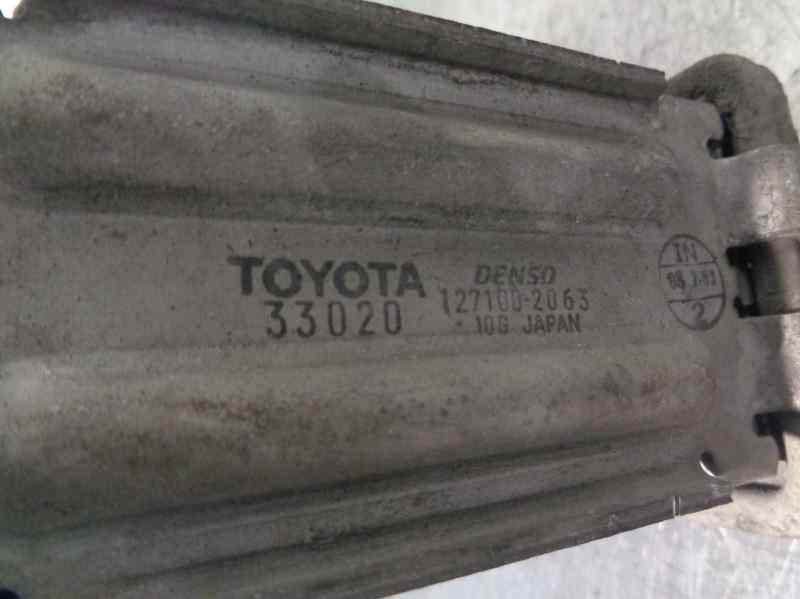 TOYOTA DENSO
33020 127100-2063
10G JAPAN
IN
2